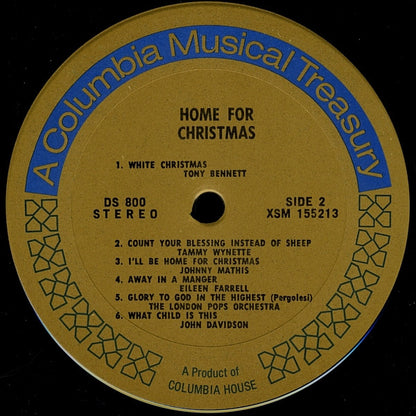 A Columbia Musical Treasury
HOME FOR
CHRISTMAS
1. WHITE CHRISTMAS
TONY BENNETT
DS 800
STEREO
SIDE 2
XSM 155213
2. COUNT YOUR BLESSING INSTEAD OF SHEEP
TAMMY WYNETTE
3. I'LL BE HOME FOR CHRISTMAS
JOHNNY MATHIS
4. AWAY IN A MANGER
EILEEN FARRELL
5. GLORY TO GOD IN THE HIGHEST (Pergolesi)
THE LONDON POPS ORCHESTRA
6. WHAT CHILD IS THIS
JOHN DAVIDSON
A Product of
COLUMBIA HOUSE